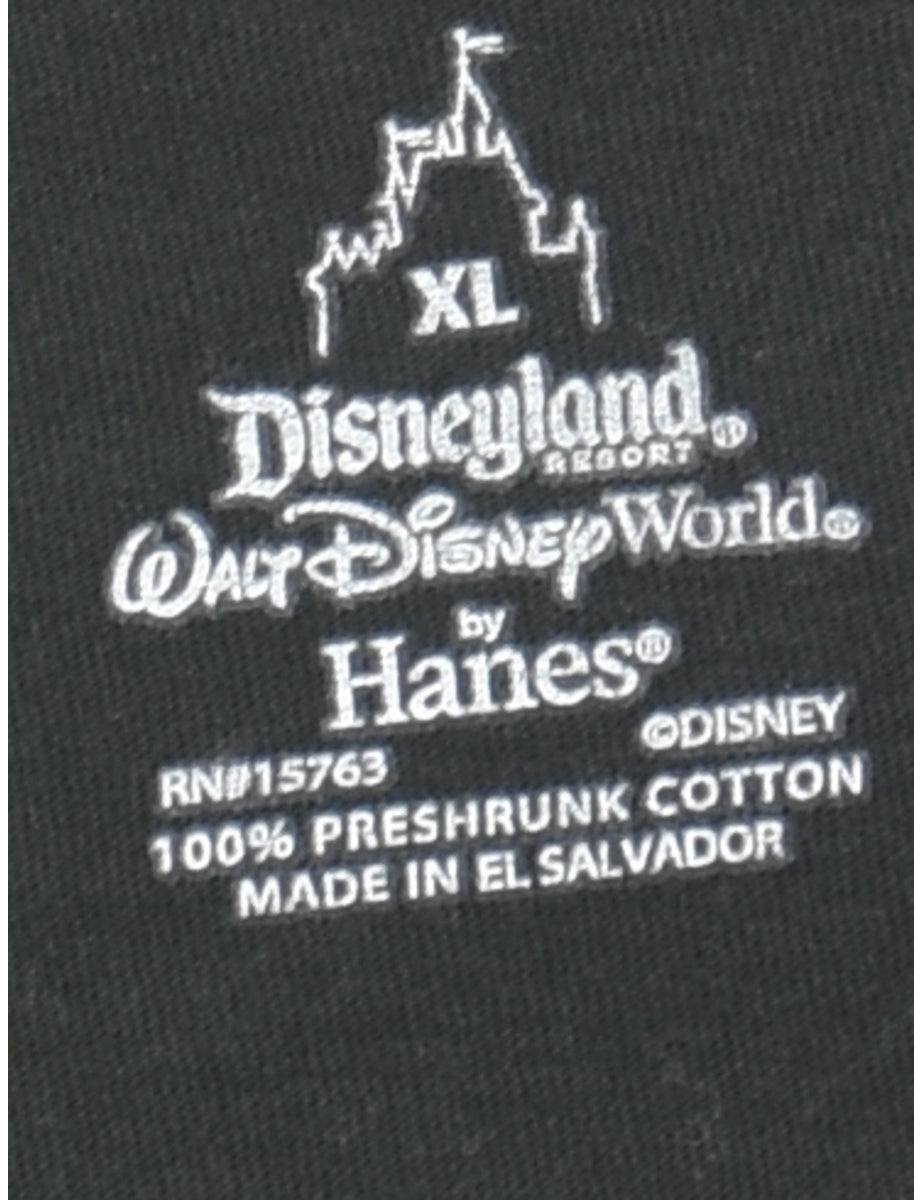 XL
Disneyland®
RESORT
WALT DISNEY World®
by
Hanes®
©DISNEY
RN#15763
100% PRESHRUNK COTTON
MADE IN EL SALVADOR